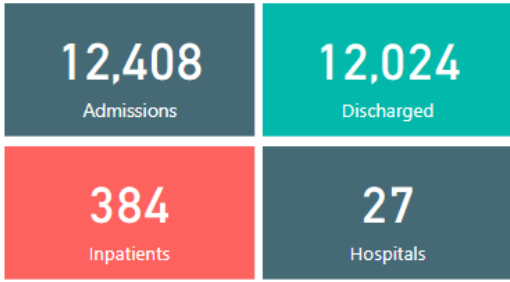 12,408
Admissions
12,024
Discharged
384
Inpatients
27
Hospitals